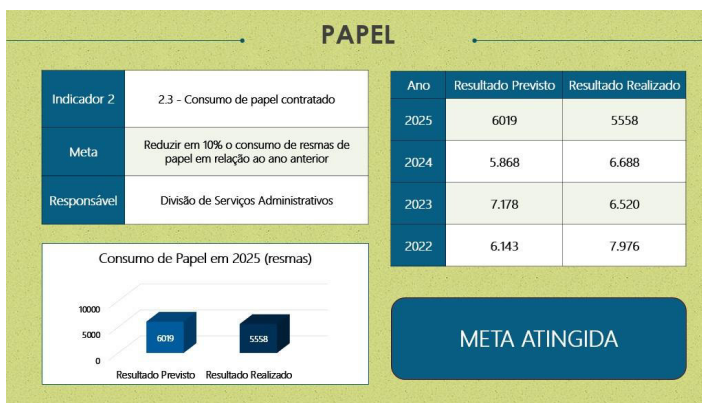 PAPEL
Indicador 2
2.3 - Consumo de papel contratado
Meta
Reduzir em 10% o consumo de resmas de
papel em relação ao ano anterior
Responsável
Divisão de Serviços Administrativos
Ano Resultado Previsto Resultado Realizado
2025 6019 5558
2024 5.868 6.688
2023 7.178 6.520
2022 6.143 7.976
Consumo de Papel em 2025 (resmas)
10000
5000
0
6019
5558
Resultado Previsto Resultado Realizado
META ATINGIDA